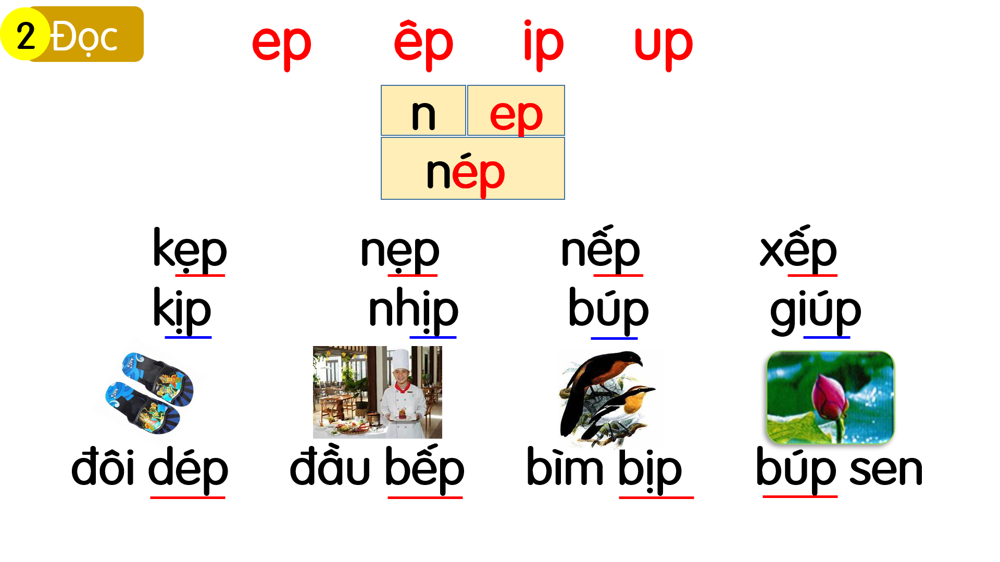 2 Đọc
ep êp ip up
n ep
nép
kẹp nẹp nếp xếp
kịp nhịp búp giúp
đôi dép đầu bếp bìm bịp búp sen